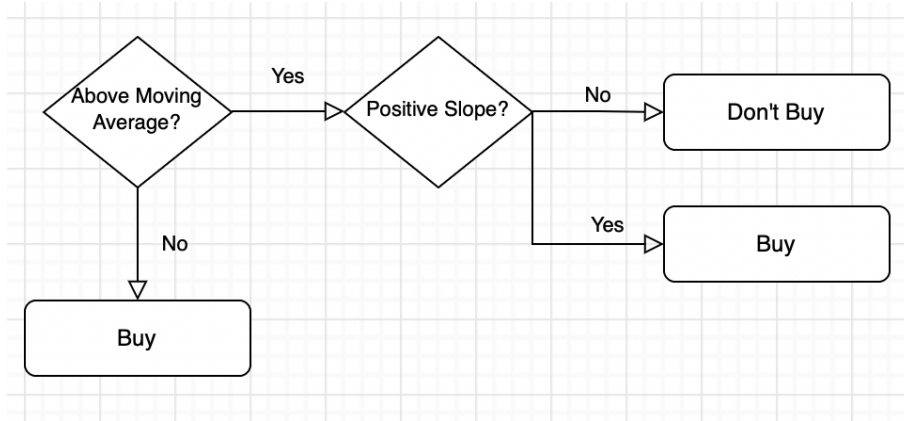 Above Moving
Average?
Yes
Positive Slope?
No
Don't Buy
Yes
Buy
No
Buy